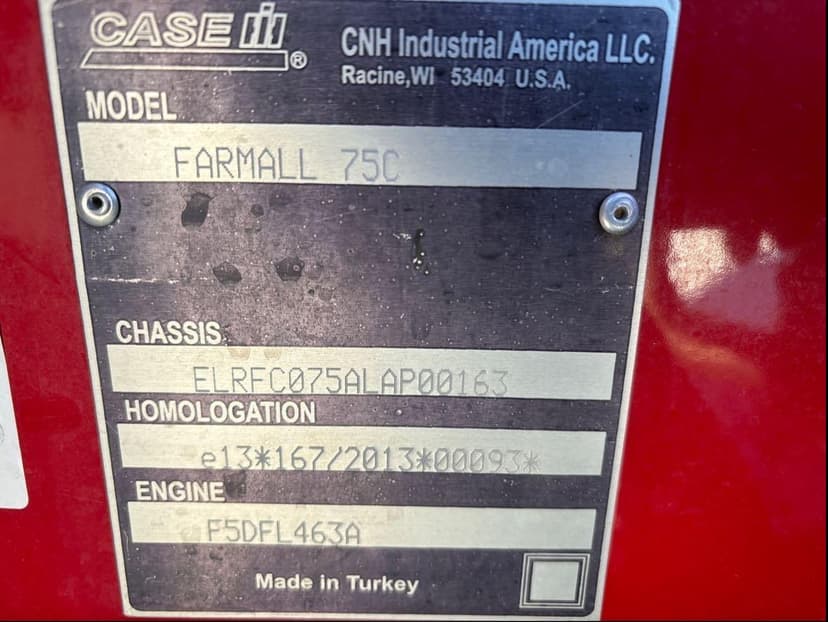 CASE IH ®
CNH Industrial America LLC.
Racine,WI 53404 U.S.A.
MODEL
FARMALL 75C
CHASSIS
ELRFC075ALAP00163
HOMOLOGATION
e13*167/2013*00093*
ENGINE
F5DFL463A
Made in Turkey